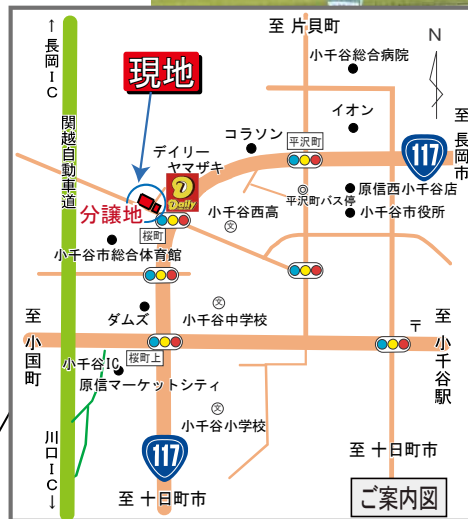 至 片貝町
↑長岡IC
小千谷総合病院
N
現地
イオン
関越自動車道
コラソン
平沢町
至 長岡市
117
デイリー
ヤマザキ
Daily
平沢町バス停
原信西小千谷店
分譲地
小千谷西高
文
小千谷市役所
桜町
小千谷市総合体育館
文
ダムズ
小千谷中学校
〒
至 小国町
至 小千谷駅
小千谷IC
桜町上
原信マーケットシティ
文
小千谷小学校
川口IC↓
117
至 十日町市
至 十日町市
ご案内図